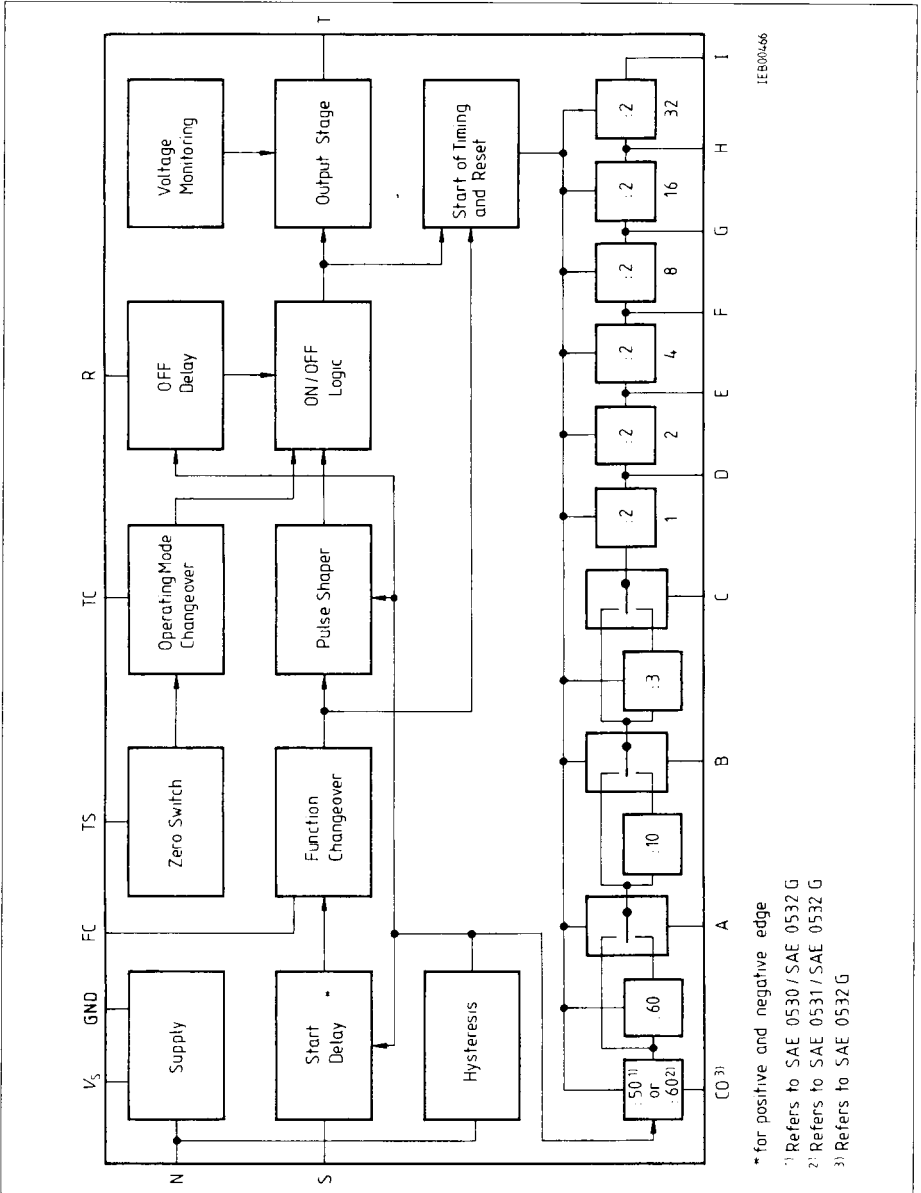 V_S
GND
FC
TS
TC
R
T
N
S
Supply
Zero Switch
Operating Mode
Changeover
OFF
Delay
Voltage
Monitoring
Start *
Delay
Function
Changeover
Pulse Shaper
ON/OFF
Logic
Output Stage
Hysteresis
Start of Timing
and Reset
:50 1)
or
:60 2)
:60
:10
:3
:2
:2
:2
:2
:2
:2
1
2
4
8
16
32
CO 3)
A
B
C
D
E
F
G
H
I
* for positive and negative edge
1) Refers to SAE 0530 / SAE 0532 G
2) Refers to SAE 0531 / SAE 0532 G
3) Refers to SAE 0532 G
IEB00466